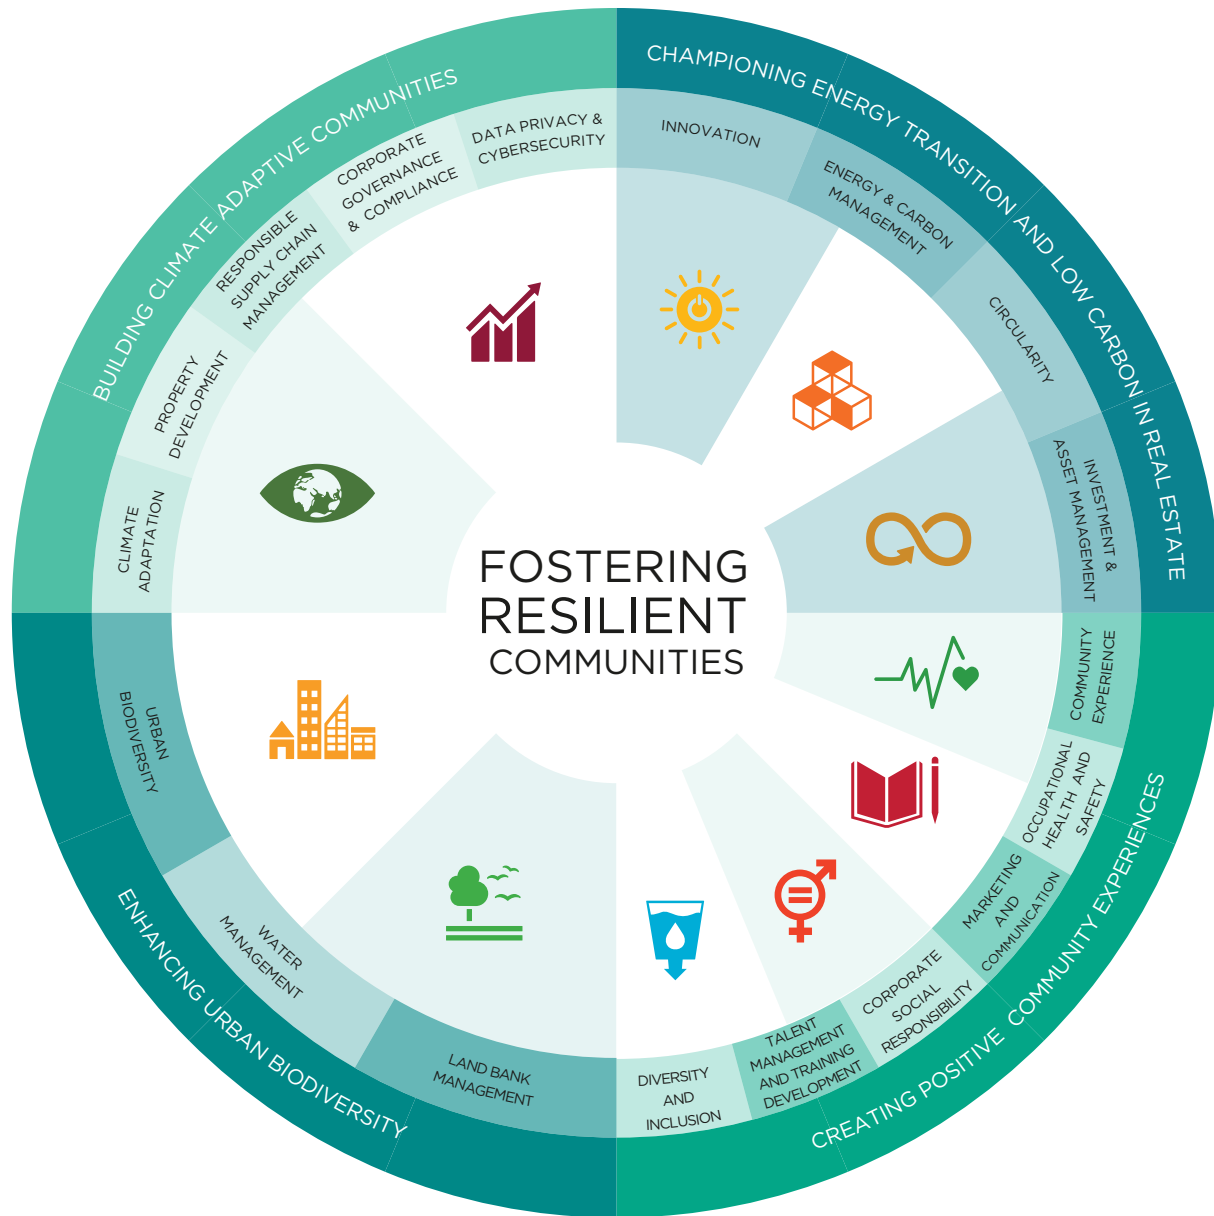 CHAMPIONING ENERGY TRANSITION AND LOW CARBON IN REAL ESTATE
INNOVATION
ENERGY & CARBON
MANAGEMENT
CIRCULARITY
INVESTMENT &
ASSET MANAGEMENT
CREATING POSITIVE COMMUNITY EXPERIENCES
COMMUNITY
EXPERIENCE
OCCUPATIONAL
HEALTH AND
SAFETY
MARKETING
AND
COMMUNICATION
CORPORATE
SOCIAL
RESPONSIBILITY
TALENT
MANAGEMENT
AND TRAINING
DEVELOPMENT
DIVERSITY
AND
INCLUSION
ENHANCING URBAN BIODIVERSITY
LAND BANK
MANAGEMENT
WATER
MANAGEMENT
URBAN
BIODIVERSITY
BUILDING CLIMATE ADAPTIVE COMMUNITIES
CLIMATE
ADAPTATION
PROPERTY
DEVELOPMENT
RESPONSIBLE
SUPPLY CHAIN
MANAGEMENT
CORPORATE
GOVERNANCE
& COMPLIANCE
DATA PRIVACY &
CYBERSECURITY
FOSTERING
RESILIENT
COMMUNITIES